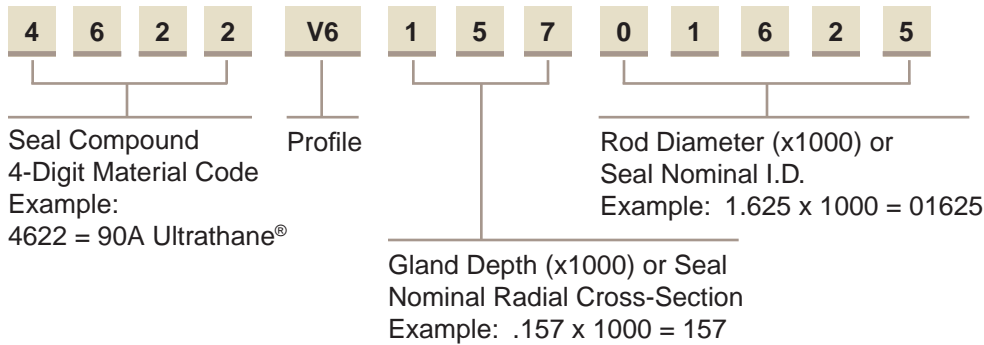 4 6 2 2 V6 1 5 7 0 1 6 2 5
Seal Compound
4-Digit Material Code
Example:
4622 = 90A Ultrathane®
Profile
Rod Diameter (x1000) or
Seal Nominal I.D.
Example: 1.625 x 1000 = 01625
Gland Depth (x1000) or Seal
Nominal Radial Cross-Section
Example: .157 x 1000 = 157